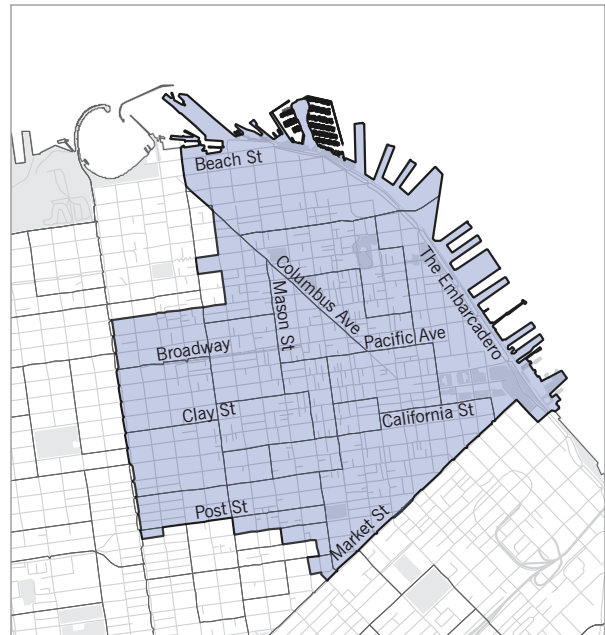 Beach St
Columbus Ave
Mason St
The Embarcadero
Pacific Ave
Broadway
Clay St
California St
Post St
Market St